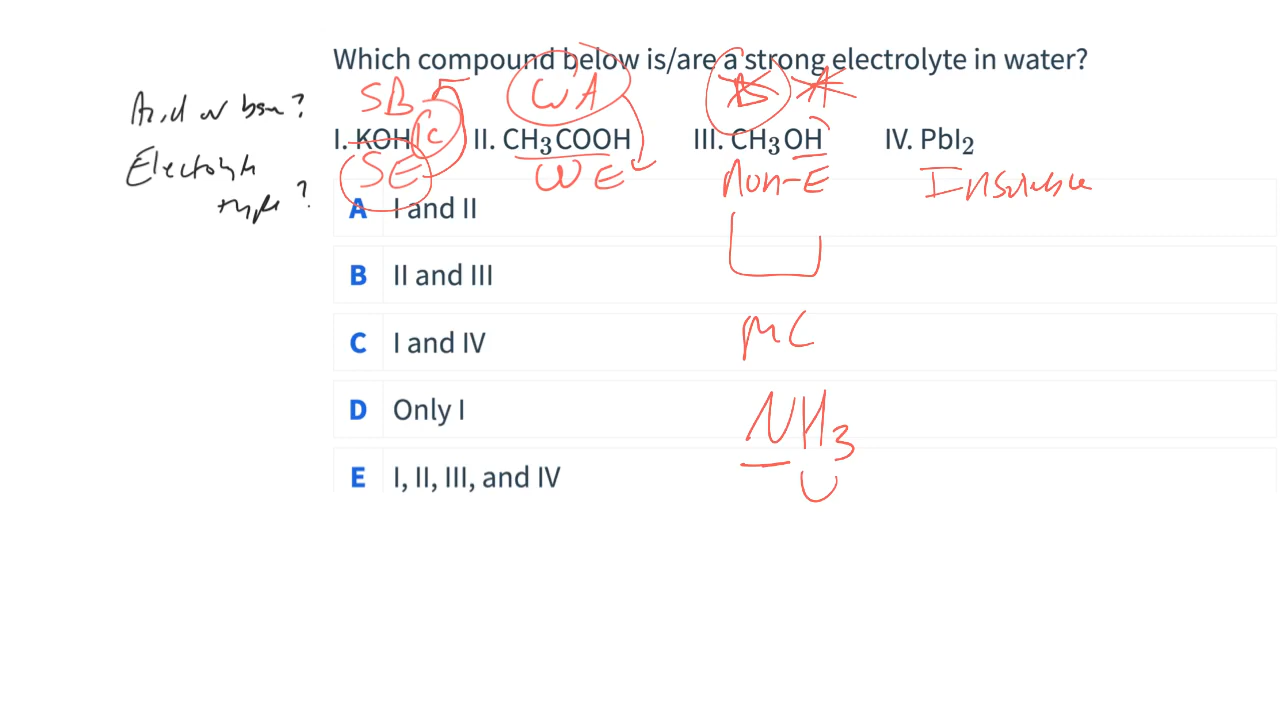 Which compound below is/are a strong electrolyte in water?
Acid or base?
SB
WA
B A
I. KOH
IC
II. CH3COOH
III. CH3OH
IV. PbI2
Electrolyte
type?
SE
WE
Non-E
Insoluble
A I and II
B II and III
C I and IV
MC
D Only I
NH3
E I, II, III, and IV